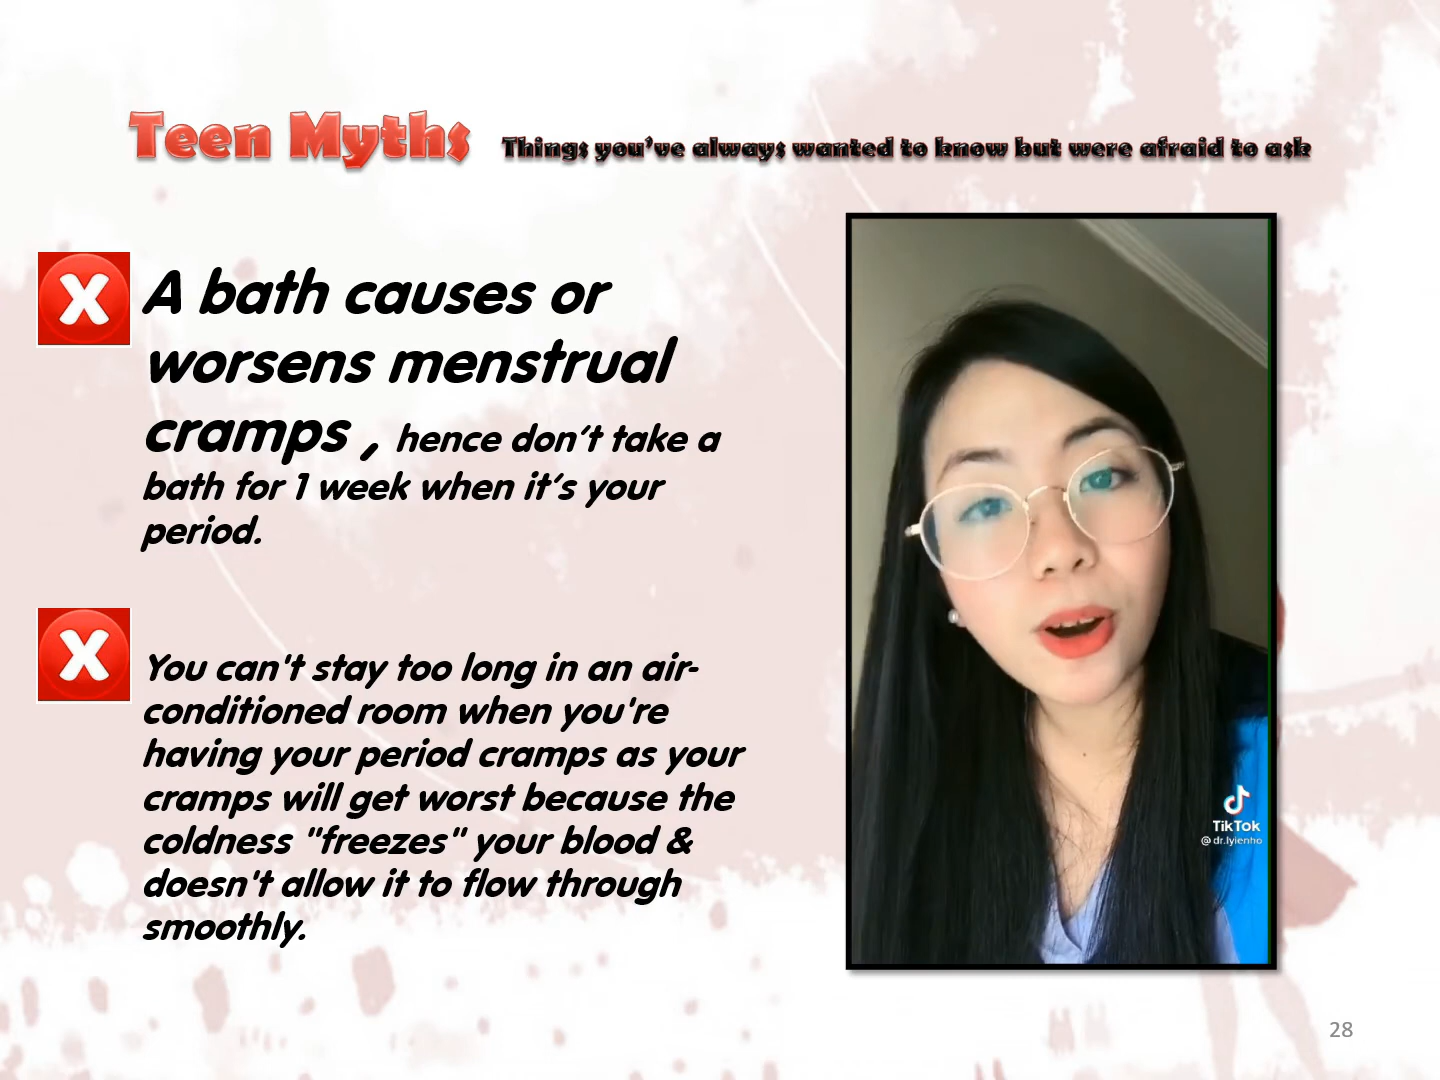 Teen Myths Things you've always wanted to know but were afraid to ask
A bath causes or
worsens menstrual
cramps , hence don't take a
bath for 1 week when it's your
period.
You can't stay too long in an air-
conditioned room when you're
having your period cramps as your
cramps will get worst because the
coldness "freezes" your blood &
doesn't allow it to flow through
smoothly.
TikTok
@dr.lyienho
28